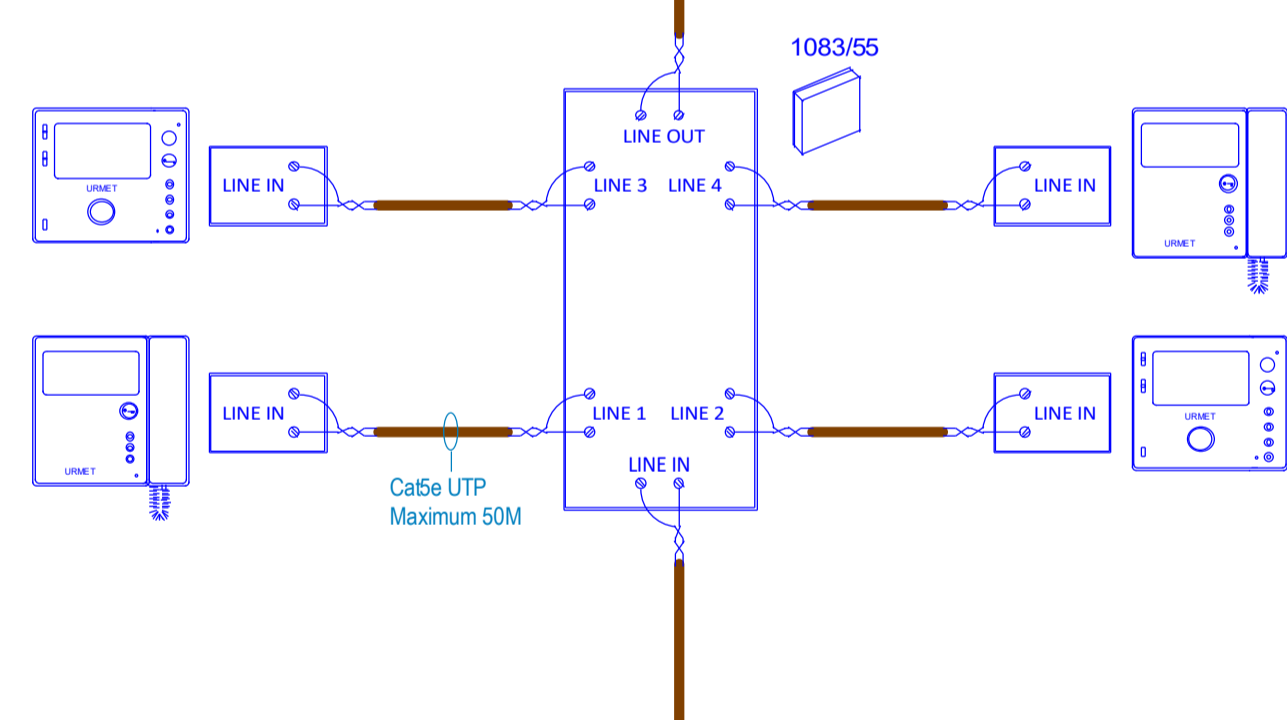 1083/55
LINE OUT
LINE IN
LINE 3
LINE 4
LINE IN
URMET
URMET
LINE IN
LINE 1
LINE 2
LINE IN
URMET
LINE IN
URMET
Cat5e UTP
Maximum 50M